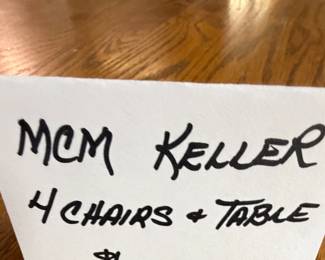 MCM KELLER
4 CHAIRS & TABLE
$